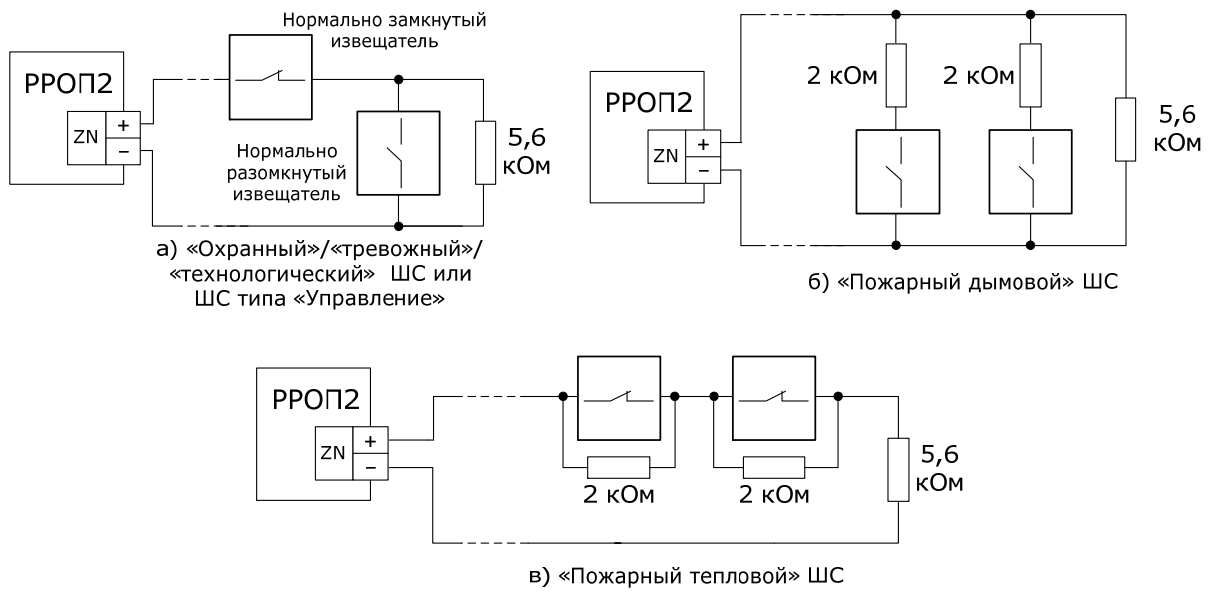 Нормально замкнутый
извещатель
РРОП2
ZN
+
−
Нормально
разомкнутый
извещатель
5,6
кОм
а) «Охранный»/«тревожный»/
«технологический» ШС или
ШС типа «Управление»
РРОП2
ZN
+
−
2 кОм
2 кОм
5,6
кОм
б) «Пожарный дымовой» ШС
РРОП2
ZN
+
−
2 кОм
2 кОм
5,6
кОм
в) «Пожарный тепловой» ШС